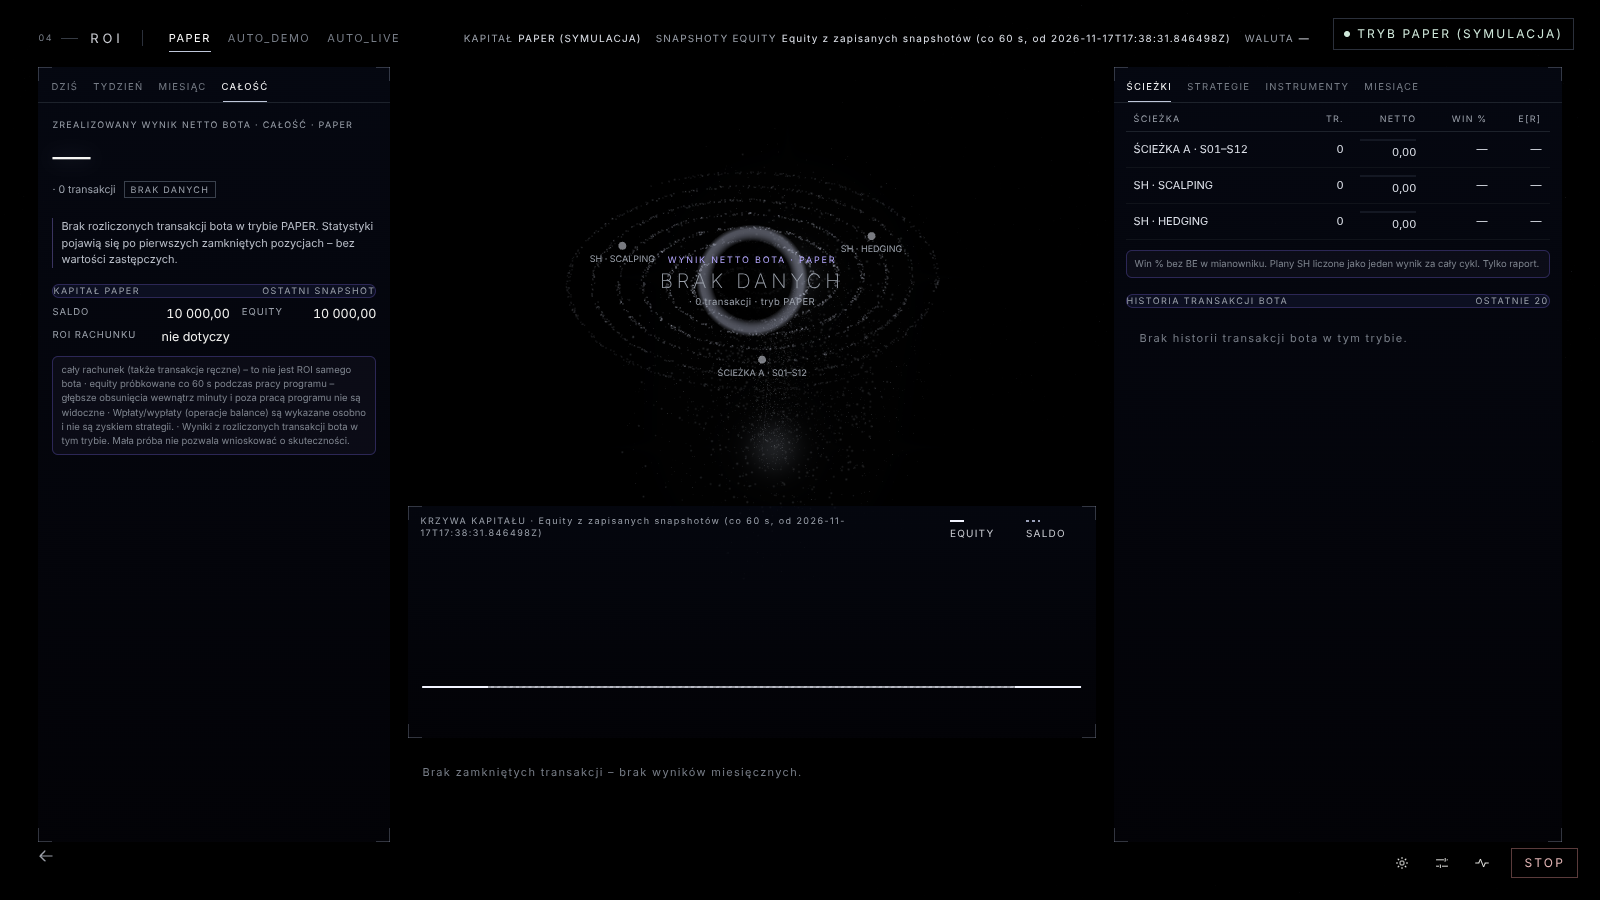 04 — ROI
PAPER AUTO_DEMO AUTO_LIVE
KAPITAŁ PAPER (SYMULACJA) SNAPSHOTY EQUITY Equity z zapisanych snapshotów (co 60 s, od 2026-11-17T17:38:31.846498Z) WALUTA —
TRYB PAPER (SYMULACJA)
DZIŚ TYDZIEŃ MIESIĄC CAŁOŚĆ
ZREALIZOWANY WYNIK NETTO BOTA · CAŁOŚĆ · PAPER
—
· 0 transakcji BRAK DANYCH
Brak rozliczonych transakcji bota w trybie PAPER. Statystyki
pojawią się po pierwszych zamkniętych pozycjach – bez
wartości zastępczych.
KAPITAŁ PAPER OSTATNI SNAPSHOT
SALDO 10 000,00 EQUITY 10 000,00
ROI RACHUNKU nie dotyczy
cały rachunek (także transakcje ręczne) – to nie jest ROI samego
bota · equity próbkowane co 60 s podczas pracy programu –
głębsze obsunięcia wewnątrz minuty i poza pracą programu nie są
widoczne · Wpłaty/wypłaty (operacje balance) są wykazane osobno
i nie są zyskiem strategii. · Wyniki z rozliczonych transakcji bota w
tym trybie. Mała próba nie pozwala wnioskować o skuteczności.
SH · HEDGING
SH · SCALPING
WYNIK NETTO BOTA · PAPER
BRAK DANYCH
· 0 transakcji · tryb PAPER
ŚCIEŻKA A · S01–S12
KRZYWA KAPITAŁU · Equity z zapisanych snapshotów (co 60 s, od 2026-11-
17T17:38:31.846498Z)
EQUITY SALDO
Brak zamkniętych transakcji – brak wyników miesięcznych.
ŚCIEŻKI STRATEGIE INSTRUMENTY MIESIĄCE
ŚCIEŻKA TR. NETTO WIN % E[R]
ŚCIEŻKA A · S01–S12 0 0,00 — —
SH · SCALPING 0 0,00 — —
SH · HEDGING 0 0,00 — —
Win % bez BE w mianowniku. Plany SH liczone jako jeden wynik za cały cykl. Tylko raport.
HISTORIA TRANSAKCJI BOTA OSTATNIE 20
Brak historii transakcji bota w tym trybie.
STOP